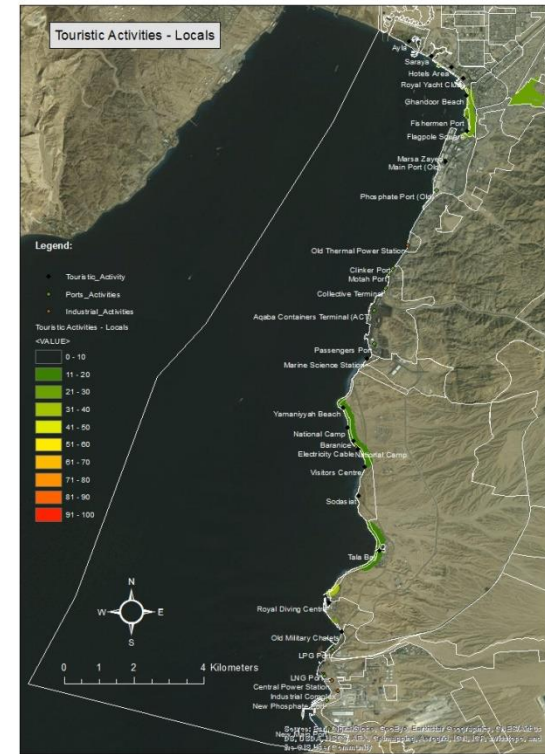 Touristic Activities - Locals
Ayla
Saraya
Hotels Area
Royal Yacht Club
Ghandoor Beach
Fishermen Port
Flagpole Square
Marsa Zayed
Main Port (Old)
Phosphate Port (Old)
Old Thermal Power Station
Clinker Port
Motah Port
Collective Terminal
Aqaba Containers Terminal (ACT)
Passengers Port
Marine Science Station
Yamaniyyah Beach
National Camp
Baranice
Electricity Cable
National Camp
Visitors Centre
Sodasiat
Tala Bay
Royal Diving Centre
Old Military Chalets
LPG Port
LNG Port
Central Power Station
Industrial Complex
New Phosphate Port
Legend:
Touristic_Activity
Ports_Activities
Industrial_Activities
Touristic Activities - Locals
<VALUE>
0 - 10
11 - 20
21 - 30
31 - 40
41 - 50
51 - 60
61 - 70
71 - 80
81 - 90
91 - 100
N
W
E
S
0 2 4 Kilometers